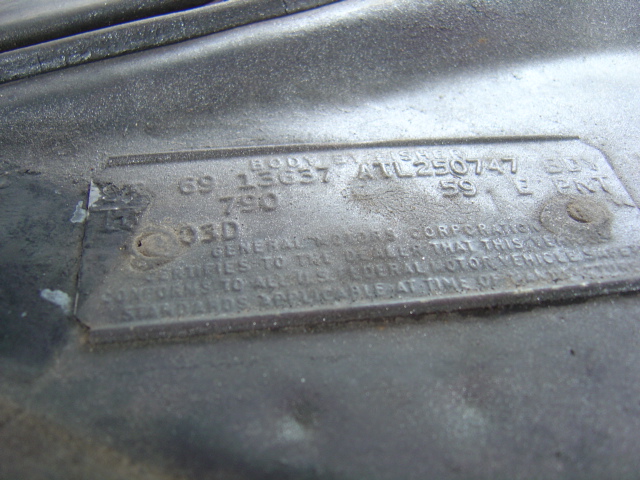 BODY BY
69 13637 ATL250747 BDY
790 59 E PNT
03D
GENERAL MOTORS CORPORATION
CERTIFIES TO THE DEALER THAT THIS
CONFORMS TO ALL U.S. FEDERAL MOTOR VEHICLE SAFETY
STANDARDS APPLICABLE AT TIME OF